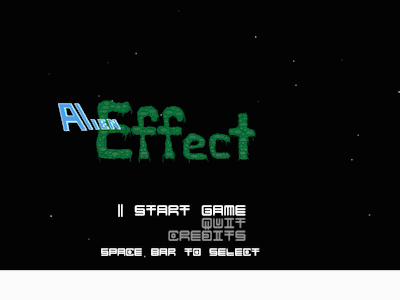 Alien
Effect
|| START GAME
QUIT
CREDITS
SPACE BAR TO SELECT